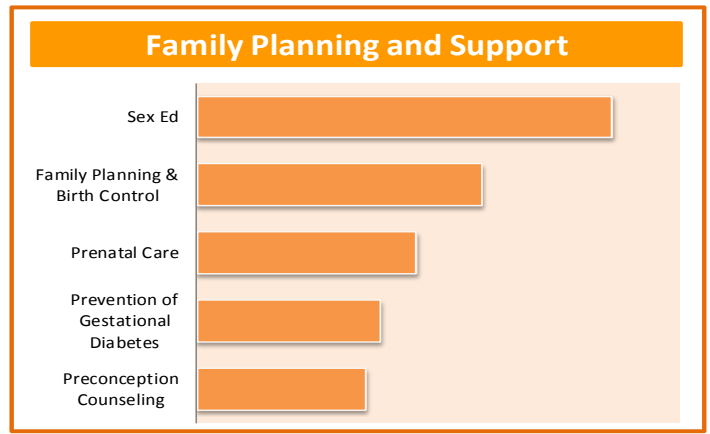 Family Planning and Support
Sex Ed
Family Planning &
Birth Control
Prenatal Care
Prevention of
Gestational
Diabetes
Preconception
Counseling